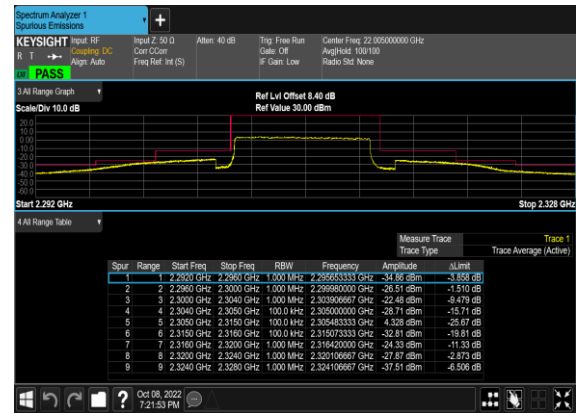 Spectrum Analyzer 1
Spurious Emissions
KEYSIGHT Input: RF Input Z: 50 Ω Atten: 40 dB Trig: Free Run Center Freq: 22.005000000 GHz
R T Coupling: DC Corr CCorr Gate: Off Avg|Hold: 100/100
Align: Auto Freq Ref: Int (S) IF Gain: Low Radio Std: None
PASS
3 All Range Graph Ref Lvl Offset 8.40 dB
Scale/Div 10.0 dB Ref Value 30.00 dBm
20.0
10.0
0.00
-10.0
-20.0
-30.0
-40.0
-50.0
-60.0
Start 2.292 GHz Stop 2.328 GHz
4 All Range Table
Measure Trace Trace 1
Trace Type Trace Average (Active)
Spur Range Start Freq Stop Freq RBW Frequency Amplitude ΔLimit
1 1 2.2920 GHz 2.2960 GHz 1.000 MHz 2.295653333 GHz -34.86 dBm -3.858 dB
2 2 2.2960 GHz 2.3000 GHz 1.000 MHz 2.299980000 GHz -26.51 dBm -1.510 dB
3 3 2.3000 GHz 2.3040 GHz 1.000 MHz 2.303906667 GHz -22.48 dBm -9.479 dB
4 4 2.3040 GHz 2.3050 GHz 100.0 kHz 2.305000000 GHz -28.71 dBm -15.71 dB
5 5 2.3050 GHz 2.3150 GHz 100.0 kHz 2.305483333 GHz 4.328 dBm -25.67 dB
6 6 2.3150 GHz 2.3160 GHz 100.0 kHz 2.315073333 GHz -32.81 dBm -19.81 dB
7 7 2.3160 GHz 2.3200 GHz 1.000 MHz 2.316420000 GHz -24.33 dBm -11.33 dB
8 8 2.3200 GHz 2.3240 GHz 1.000 MHz 2.320106667 GHz -27.87 dBm -2.873 dB
9 9 2.3240 GHz 2.3280 GHz 1.000 MHz 2.324106667 GHz -37.51 dBm -6.506 dB
Oct 08, 2022
7:21:53 PM